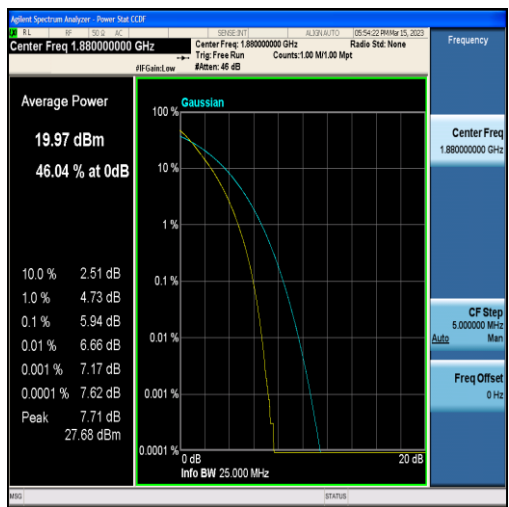 Agilent Spectrum Analyzer - Power Stat CCDF
RL RF 50 Ω AC SENSE:INT ALIGN AUTO 05:54:22 PM Mar 15, 2023
Center Freq 1.880000000 GHz
Center Freq: 1.880000000 GHz Radio Std: None
Trig: Free Run Counts:1.00 M/1.00 Mpt
#IFGain:Low #Atten: 46 dB
Frequency
Average Power
19.97 dBm
46.04 % at 0dB
10.0 % 2.51 dB
1.0 % 4.73 dB
0.1 % 5.94 dB
0.01 % 6.66 dB
0.001 % 7.17 dB
0.0001 % 7.62 dB
Peak 7.71 dB
27.68 dBm
Gaussian
100 %
10 %
1 %
0.1 %
0.01 %
0.001 %
0.0001 %
0 dB 20 dB
Info BW 25.000 MHz
Center Freq
1.880000000 GHz
CF Step
5.000000 MHz
Auto Man
Freq Offset
0 Hz
MSG STATUS